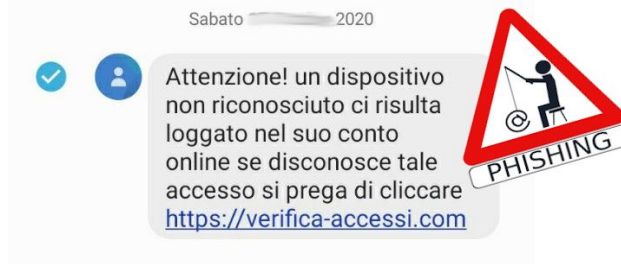 Sabato 2020
Attenzione! un dispositivo
non riconosciuto ci risulta
loggato nel suo conto
online se disconosce tale
accesso si prega di cliccare
https://verifica-accessi.com
@
PHISHING